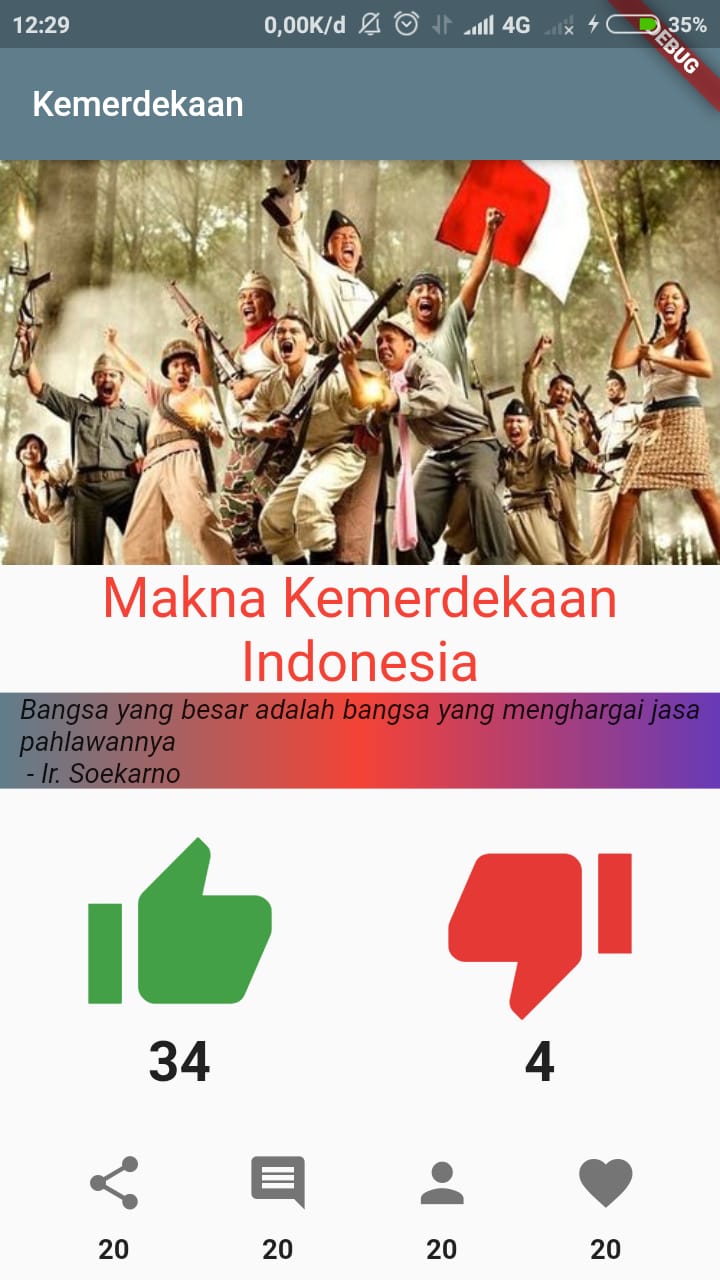 12:29 0,00K/d 4G 35%
DEBUG
Kemerdekaan
Makna Kemerdekaan
Indonesia
Bangsa yang besar adalah bangsa yang menghargai jasa
pahlawannya
- Ir. Soekarno
34 4
20 20 20 20